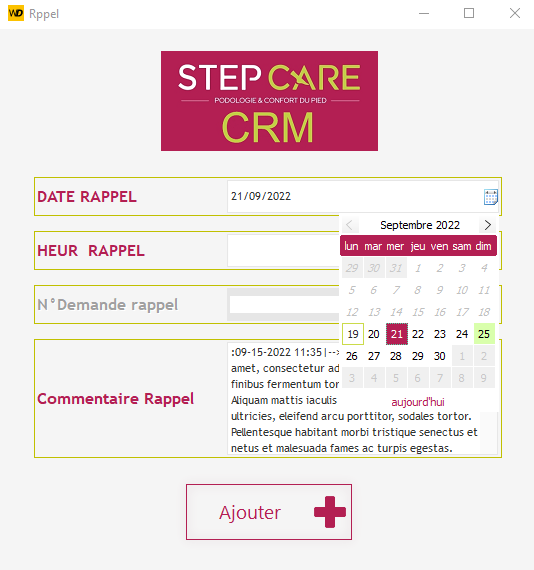 WD Rppel
STEP CARE
PODOLOGIE & CONFORT DU PIED
CRM
DATE RAPPEL
21/09/2022
Septembre 2022
lun mar mer jeu ven sam dim
29 30 31 1 2 3 4
5 6 7 8 9 10 11
12 13 14 15 16 17 18
19 20 21 22 23 24 25
26 27 28 29 30 1 2
3 4 5 6 7 8 9
aujourd'hui
HEUR RAPPEL
N°Demande rappel
Commentaire Rappel
:09-15-2022 11:35|--
amet, consectetur ad
finibus fermentum tor
Aliquam mattis iaculis
ultricies, eleifend arcu porttitor, sodales tortor.
Pellentesque habitant morbi tristique senectus et
netus et malesuada fames ac turpis egestas.
Ajouter